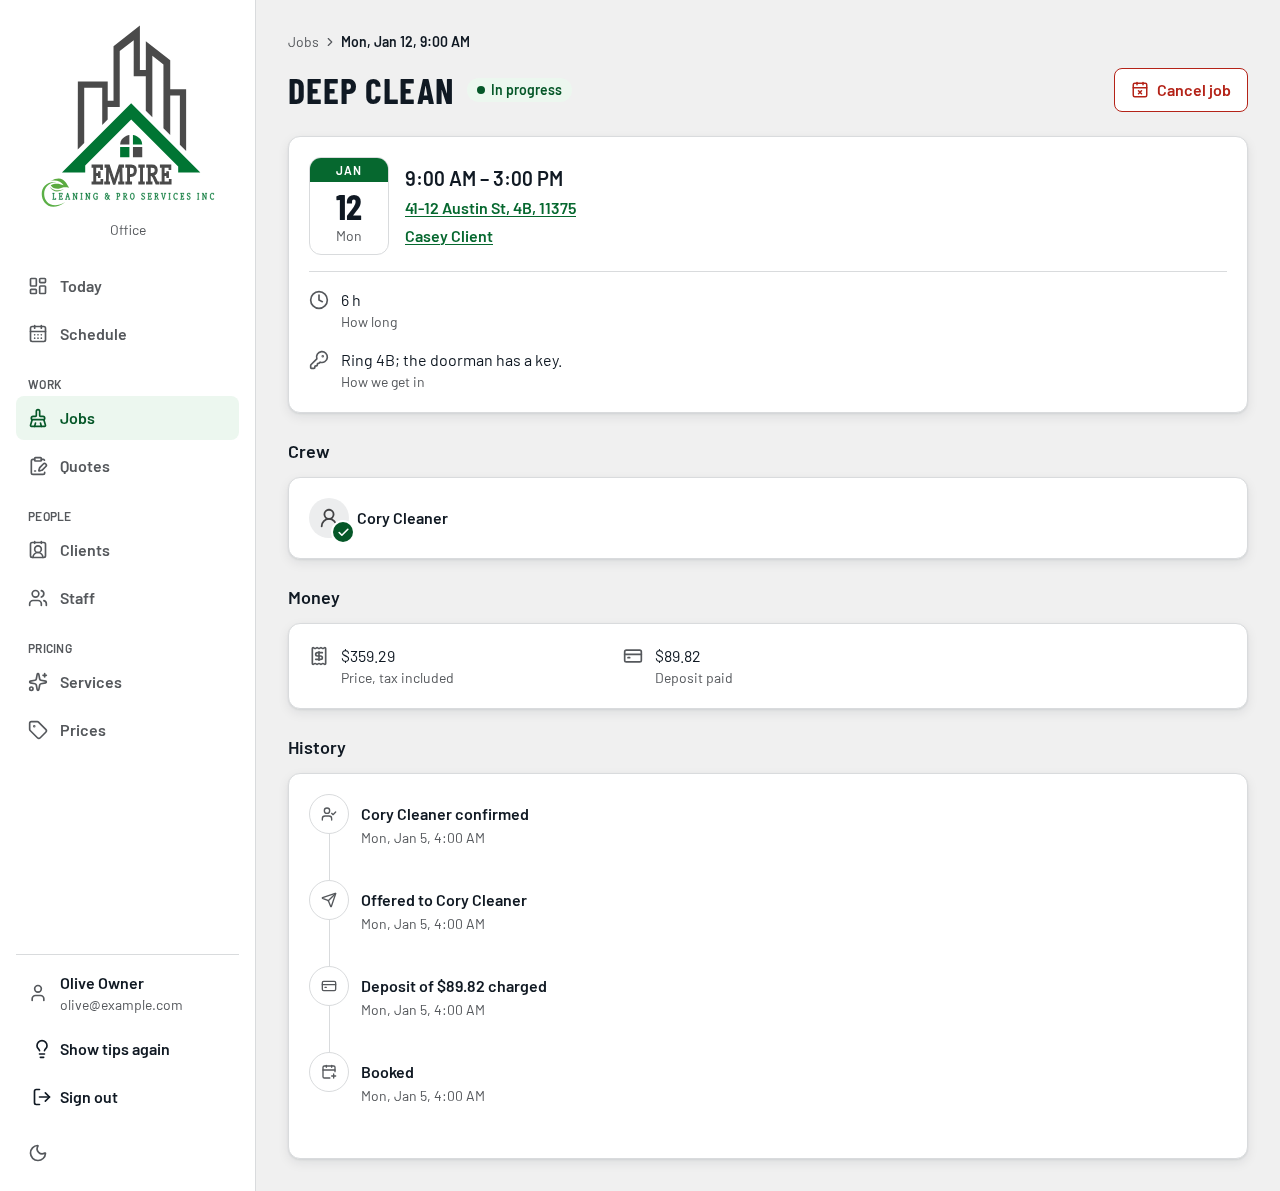 EMPIRE
LEANING & PRO SERVICES INC
Office
Today
Schedule
WORK
Jobs
Quotes
PEOPLE
Clients
Staff
PRICING
Services
Prices
Olive Owner
olive@example.com
Show tips again
Sign out
Jobs > Mon, Jan 12, 9:00 AM
DEEP CLEAN
In progress
Cancel job
JAN
12
Mon
9:00 AM – 3:00 PM
41-12 Austin St, 4B, 11375
Casey Client
6 h
How long
Ring 4B; the doorman has a key.
How we get in
Crew
Cory Cleaner
Money
$359.29
Price, tax included
$89.82
Deposit paid
History
Cory Cleaner confirmed
Mon, Jan 5, 4:00 AM
Offered to Cory Cleaner
Mon, Jan 5, 4:00 AM
Deposit of $89.82 charged
Mon, Jan 5, 4:00 AM
Booked
Mon, Jan 5, 4:00 AM